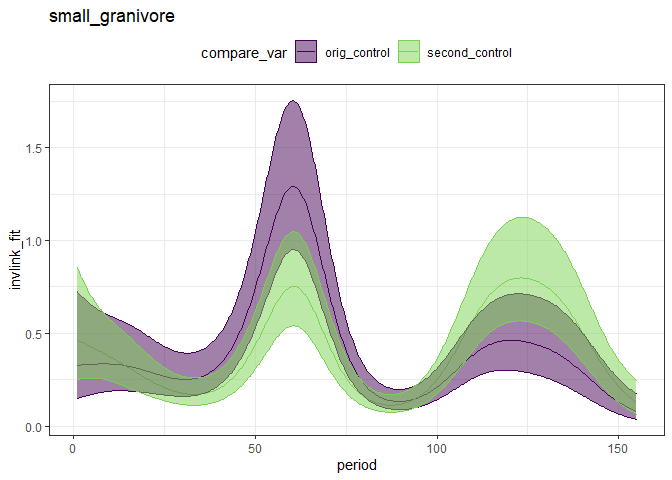 small_granivore
compare_var orig_control second_control
invlink_fit
1.5
1.0
0.5
0.0
0 50 100 150
period